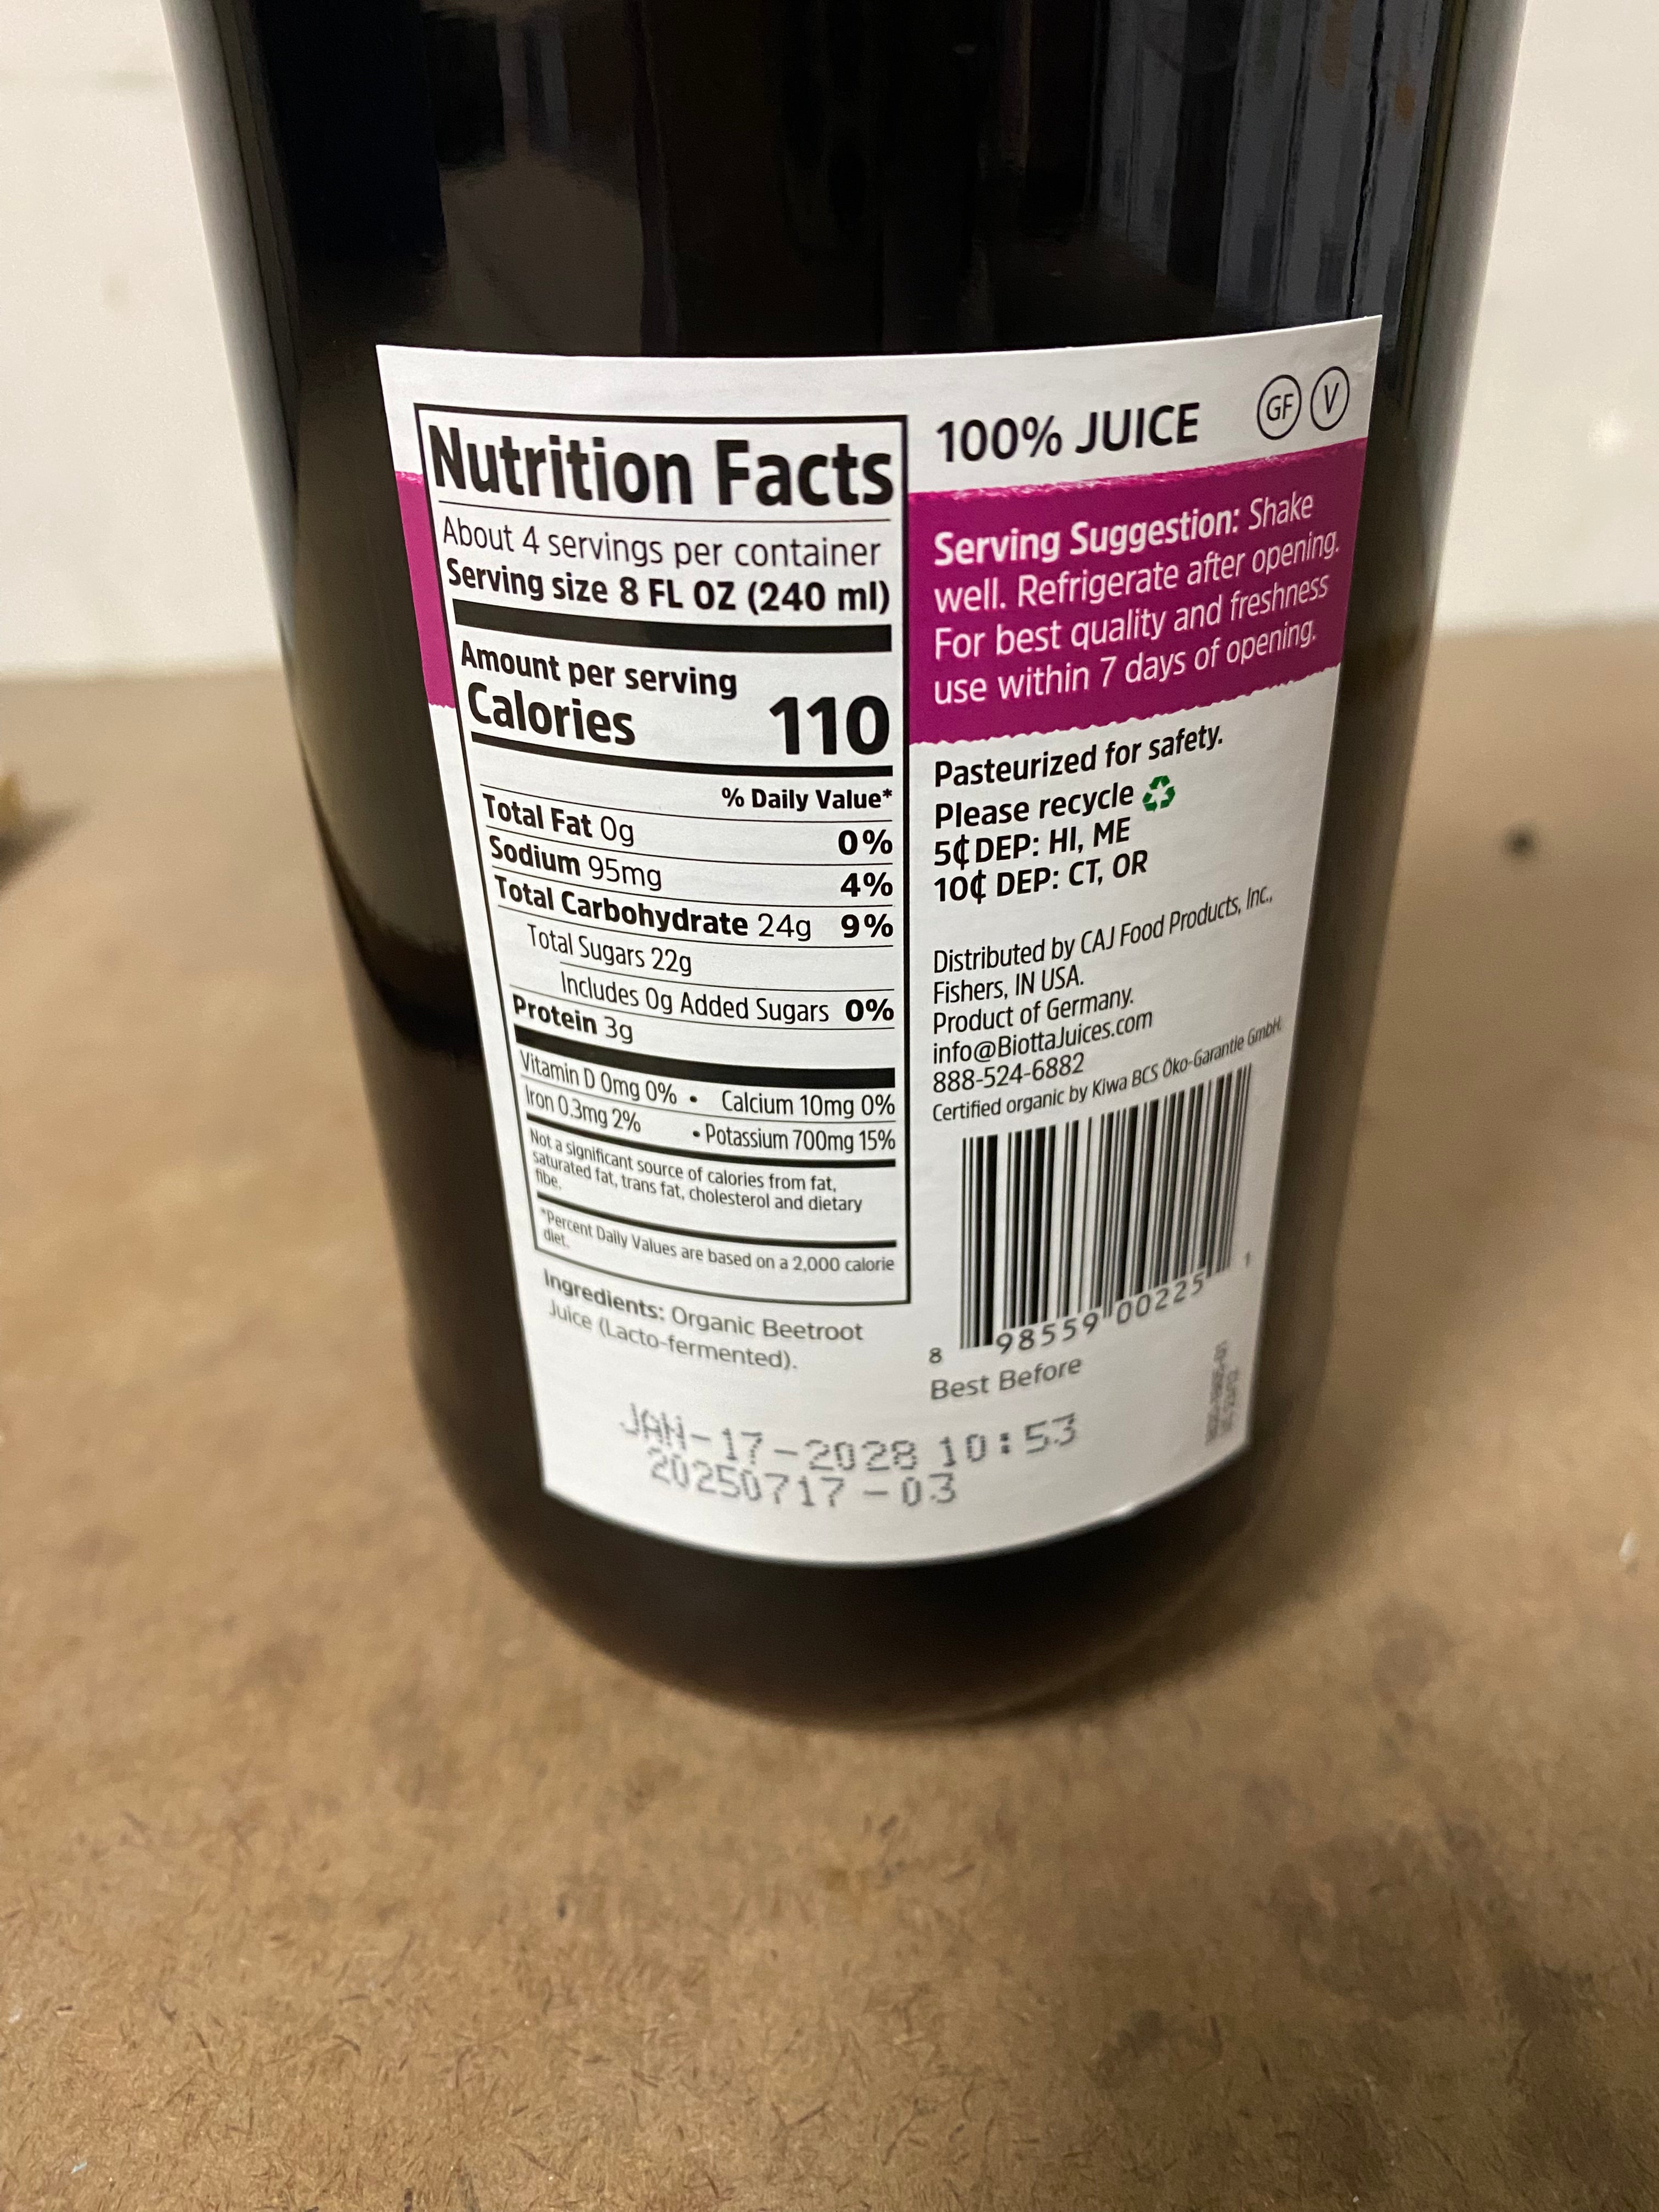 Nutrition Facts
About 4 servings per container
Serving size 8 FL OZ (240 ml)
Amount per serving
Calories 110
% Daily Value*
Total Fat 0g 0%
Sodium 95mg 4%
Total Carbohydrate 24g 9%
Total Sugars 22g
Includes 0g Added Sugars 0%
Protein 3g
Vitamin D 0mg 0% • Calcium 10mg 0%
Iron 0.3mg 2% • Potassium 700mg 15%
Not a significant source of calories from fat,
saturated fat, trans fat, cholesterol and dietary
fibe.
*Percent Daily Values are based on a 2,000 calorie
diet.
Ingredients: Organic Beetroot
Juice (Lacto-fermented).
100% JUICE GF V
Serving Suggestion: Shake
well. Refrigerate after opening.
For best quality and freshness
use within 7 days of opening.
Pasteurized for safety.
Please recycle
5¢ DEP: HI, ME
10¢ DEP: CT, OR
Distributed by CAJ Food Products, Inc.,
Fishers, IN USA.
Product of Germany.
info@BiottaJuices.com
888-524-6882
Certified organic by Kiwa BCS Öko-Garantie GmbH.
8 98559 00225 1
Best Before
JAN-17-2028 10:53
20250717-03